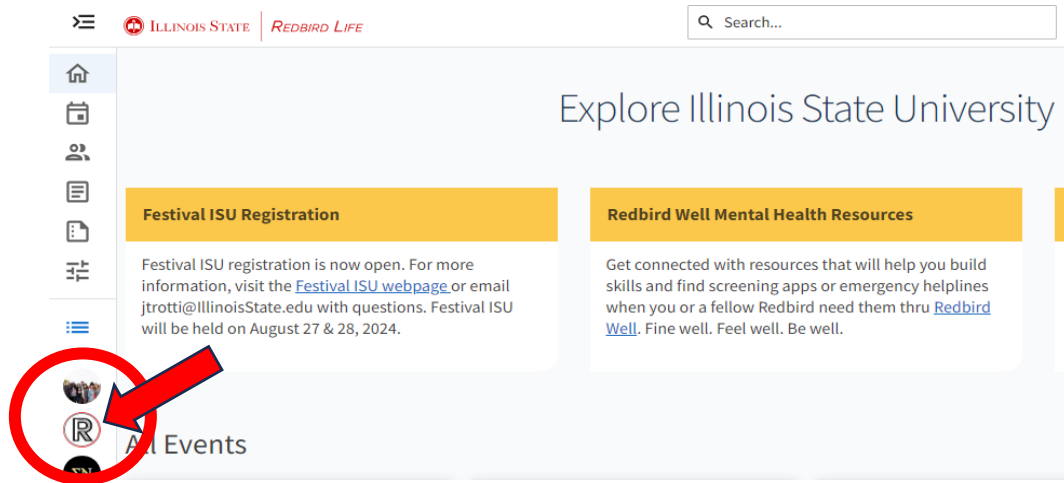 ILLINOIS STATE REDBIRD LIFE
Search...
Explore Illinois State University
Festival ISU Registration
Festival ISU registration is now open. For more
information, visit the Festival ISU webpage or email
jtrotti@IllinoisState.edu with questions. Festival ISU
will be held on August 27 & 28, 2024.
Redbird Well Mental Health Resources
Get connected with resources that will help you build
skills and find screening apps or emergency helplines
when you or a fellow Redbird need them thru Redbird
Well. Fine well. Feel well. Be well.
R
ΣN
All Events